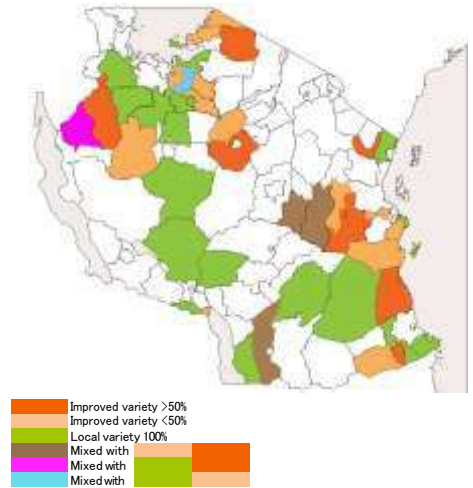 Improved variety >50%
Improved variety <50%
Local variety 100%
Mixed with
Mixed with
Mixed with